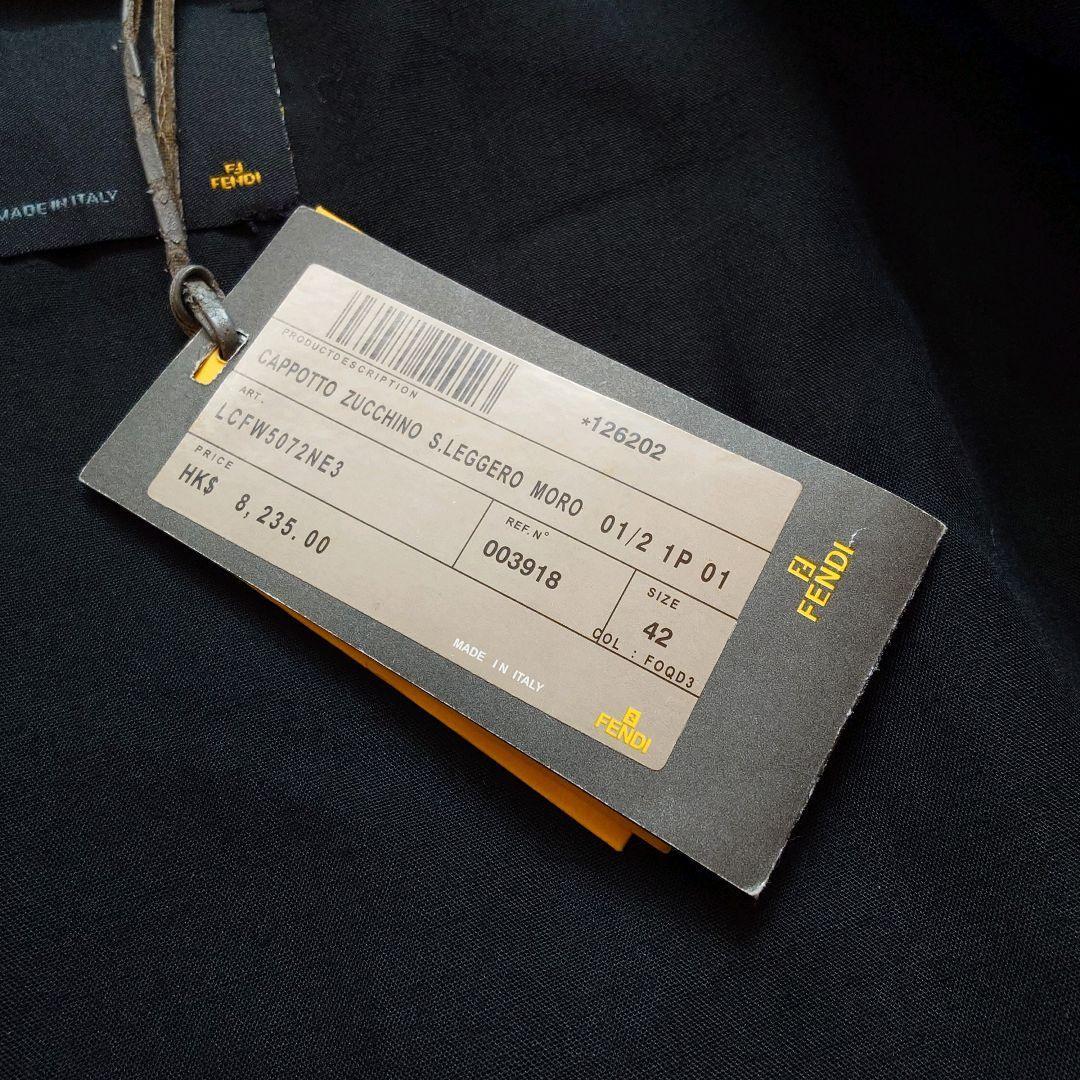 MADE IN ITALY
FENDI
*126202
PRODUCTDESCRIPTION
CAPPOTTO ZUCCHINO S.LEGGERO MORO 01/2 1P 01
ART.
LCFW5072NE3
PRICE
HK$ 8,235.00
REF.N°
003918
SIZE
42
COL : F0QD3
MADE IN ITALY
FENDI
FENDI